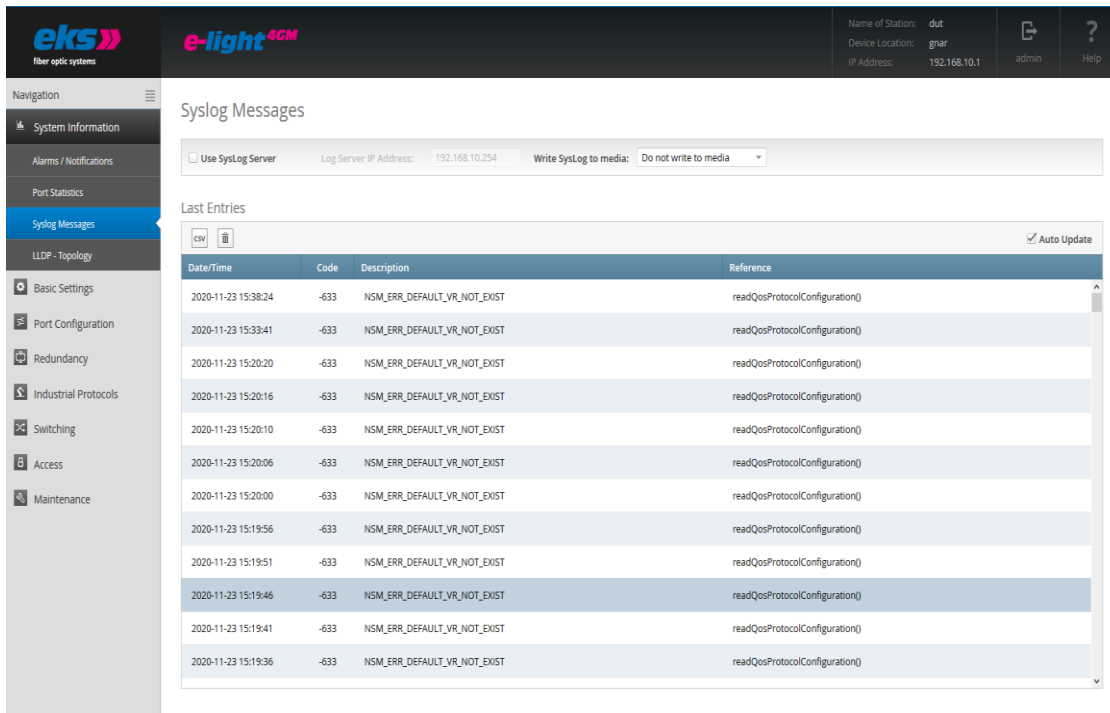 eks
fiber optic systems
e-light 4GM
Name of Station: dut
Device Location: gnar
IP Address: 192.168.10.1
admin
? Help
Navigation
System Information
Alarms / Notifications
Port Statistics
Syslog Messages
LLDP - Topology
Basic Settings
Port Configuration
Redundancy
Industrial Protocols
Switching
Access
Maintenance
Syslog Messages
Use SysLog Server Log Server IP Address: 192.168.10.254 Write SysLog to media: Do not write to media
Last Entries
CSV Auto Update
Date/Time Code Description Reference
2020-11-23 15:38:24 -633 NSM_ERR_DEFAULT_VR_NOT_EXIST readQosProtocolConfiguration()
2020-11-23 15:33:41 -633 NSM_ERR_DEFAULT_VR_NOT_EXIST readQosProtocolConfiguration()
2020-11-23 15:20:20 -633 NSM_ERR_DEFAULT_VR_NOT_EXIST readQosProtocolConfiguration()
2020-11-23 15:20:16 -633 NSM_ERR_DEFAULT_VR_NOT_EXIST readQosProtocolConfiguration()
2020-11-23 15:20:10 -633 NSM_ERR_DEFAULT_VR_NOT_EXIST readQosProtocolConfiguration()
2020-11-23 15:20:06 -633 NSM_ERR_DEFAULT_VR_NOT_EXIST readQosProtocolConfiguration()
2020-11-23 15:20:00 -633 NSM_ERR_DEFAULT_VR_NOT_EXIST readQosProtocolConfiguration()
2020-11-23 15:19:56 -633 NSM_ERR_DEFAULT_VR_NOT_EXIST readQosProtocolConfiguration()
2020-11-23 15:19:51 -633 NSM_ERR_DEFAULT_VR_NOT_EXIST readQosProtocolConfiguration()
2020-11-23 15:19:46 -633 NSM_ERR_DEFAULT_VR_NOT_EXIST readQosProtocolConfiguration()
2020-11-23 15:19:41 -633 NSM_ERR_DEFAULT_VR_NOT_EXIST readQosProtocolConfiguration()
2020-11-23 15:19:36 -633 NSM_ERR_DEFAULT_VR_NOT_EXIST readQosProtocolConfiguration()